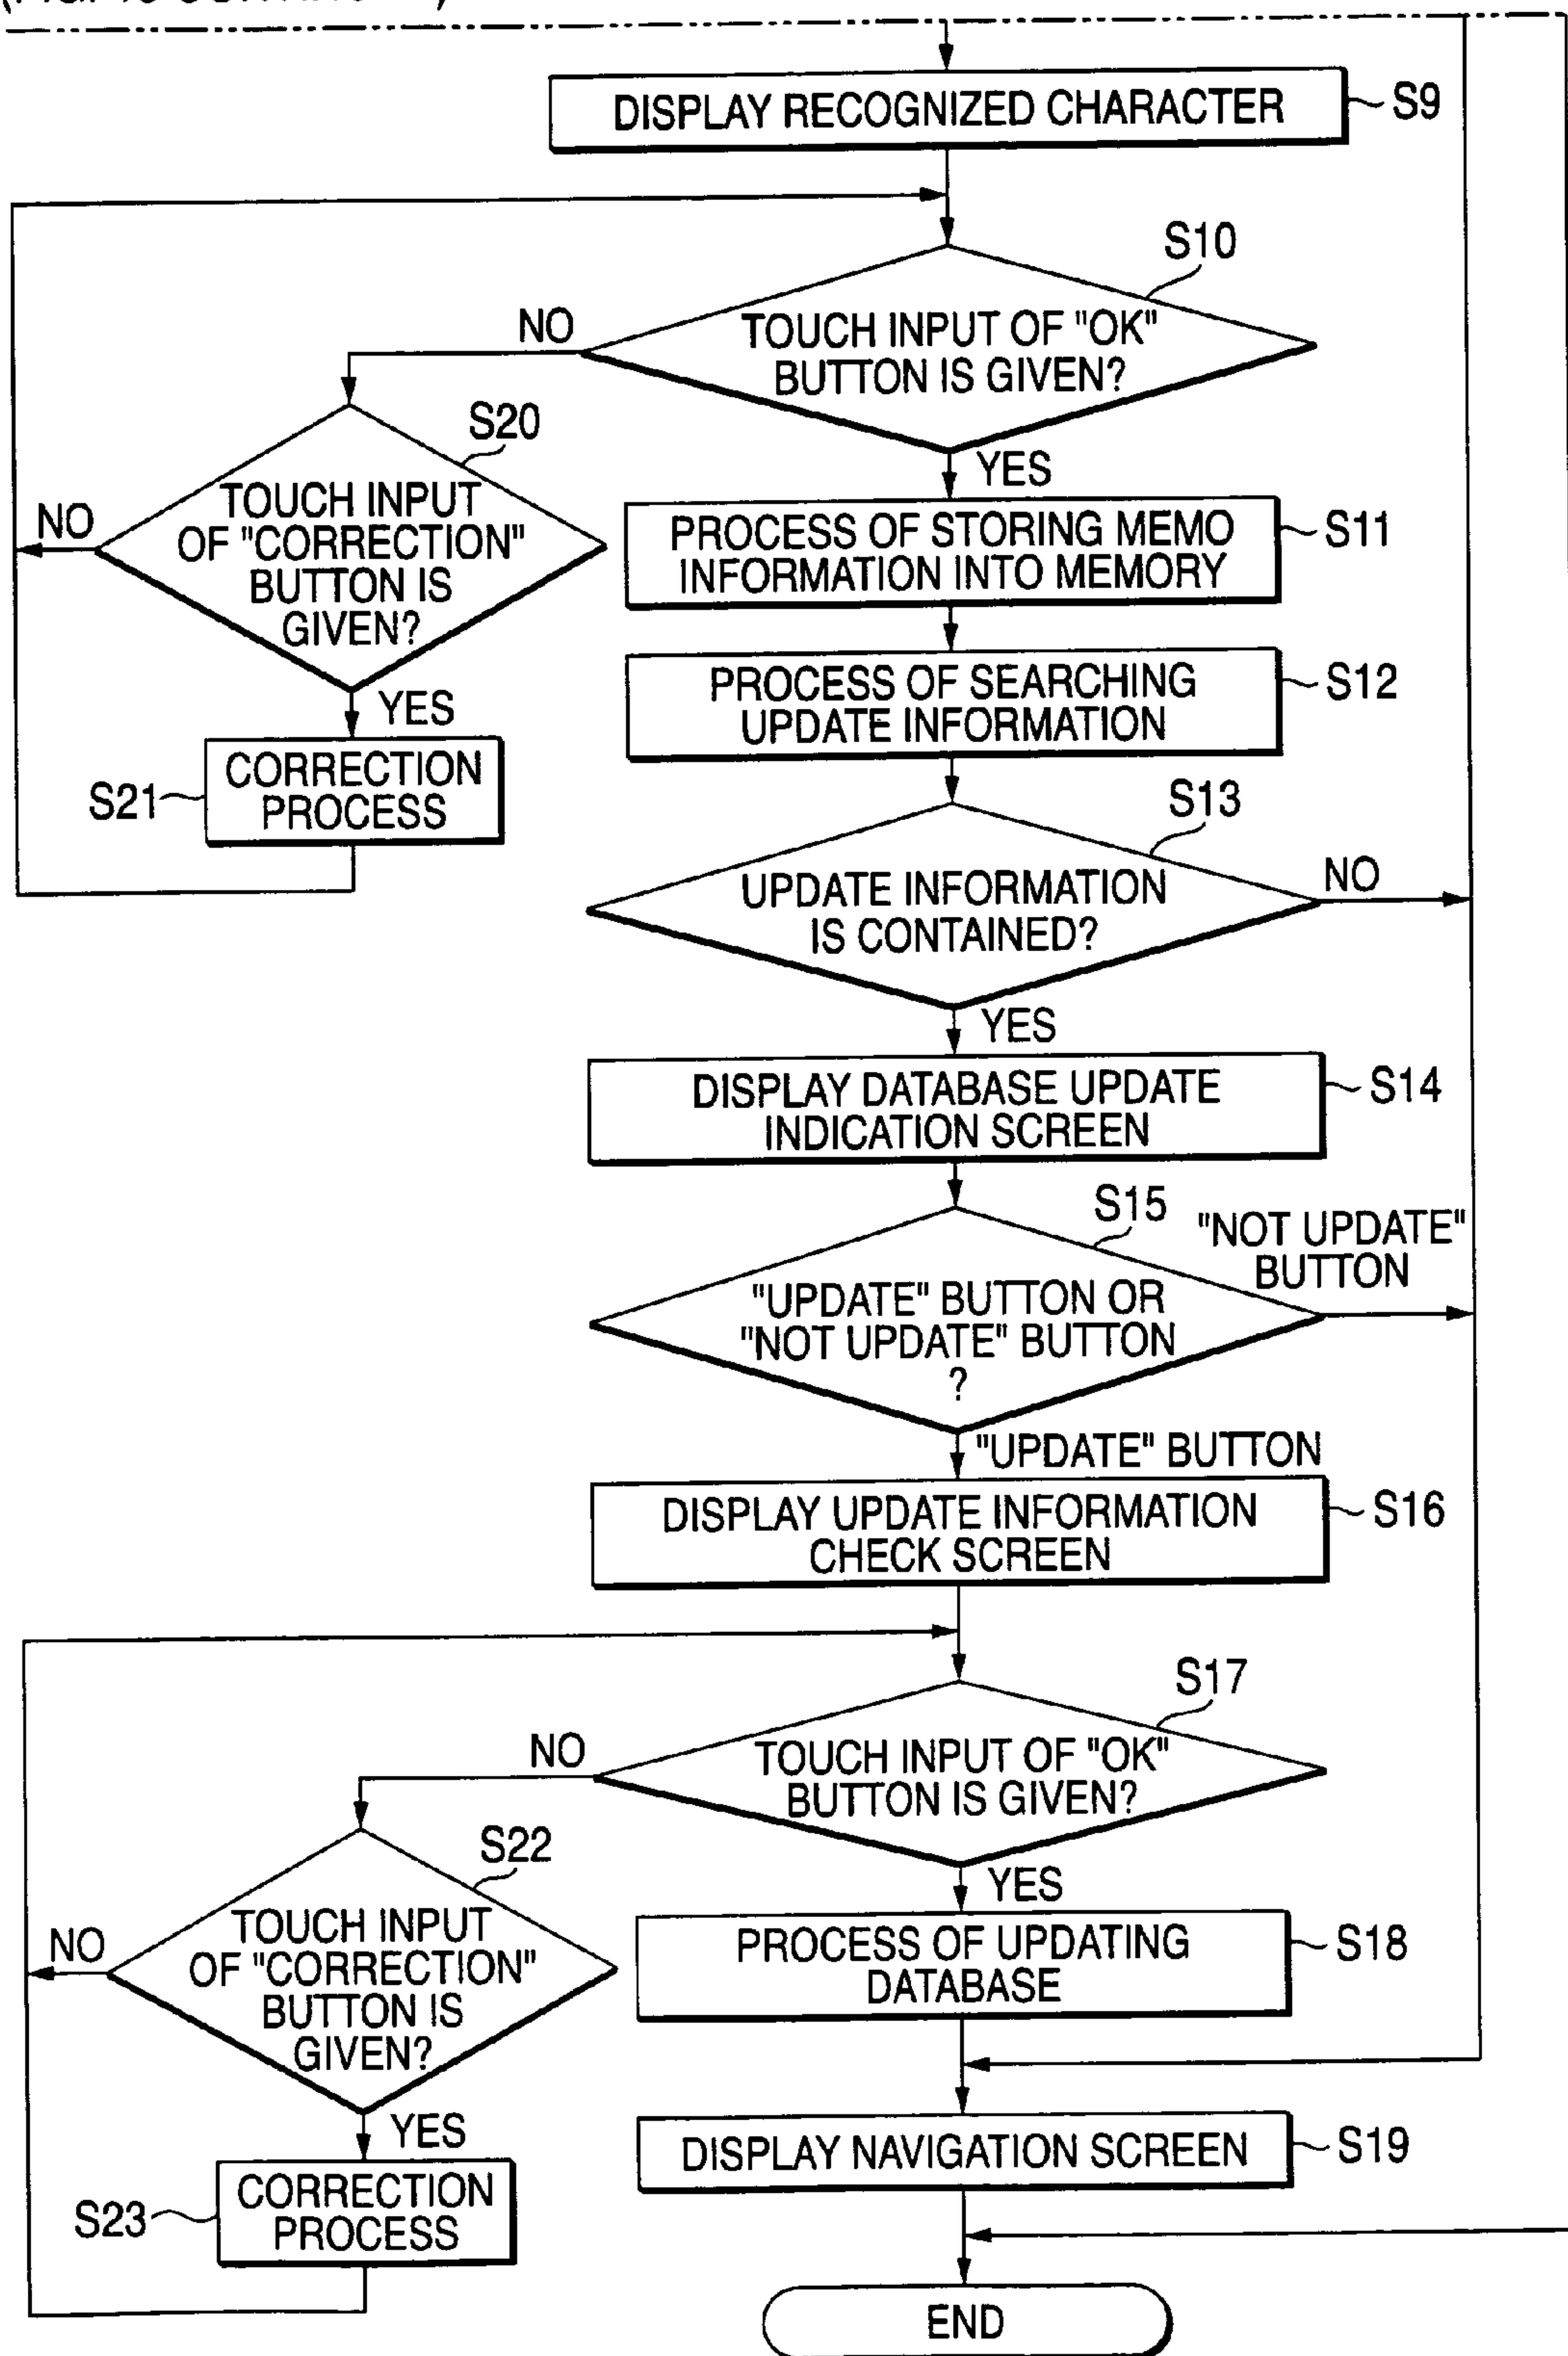 DISPLAY RECOGNIZED CHARACTER
S9
S10
NO
TOUCH INPUT OF "OK"
BUTTON IS GIVEN?
YES
S20
TOUCH INPUT
OF "CORRECTION"
BUTTON IS
GIVEN?
NO
YES
S21
CORRECTION
PROCESS
PROCESS OF STORING MEMO
INFORMATION INTO MEMORY
S11
PROCESS OF SEARCHING
UPDATE INFORMATION
S12
S13
UPDATE INFORMATION
IS CONTAINED?
NO
YES
DISPLAY DATABASE UPDATE
INDICATION SCREEN
S14
S15
"NOT UPDATE"
BUTTON
"UPDATE" BUTTON OR
"NOT UPDATE" BUTTON
?
"UPDATE" BUTTON
DISPLAY UPDATE INFORMATION
CHECK SCREEN
S16
S17
NO
TOUCH INPUT OF "OK"
BUTTON IS GIVEN?
YES
S22
TOUCH INPUT
OF "CORRECTION"
BUTTON IS
GIVEN?
NO
YES
S23
CORRECTION
PROCESS
PROCESS OF UPDATING
DATABASE
S18
DISPLAY NAVIGATION SCREEN
S19
END